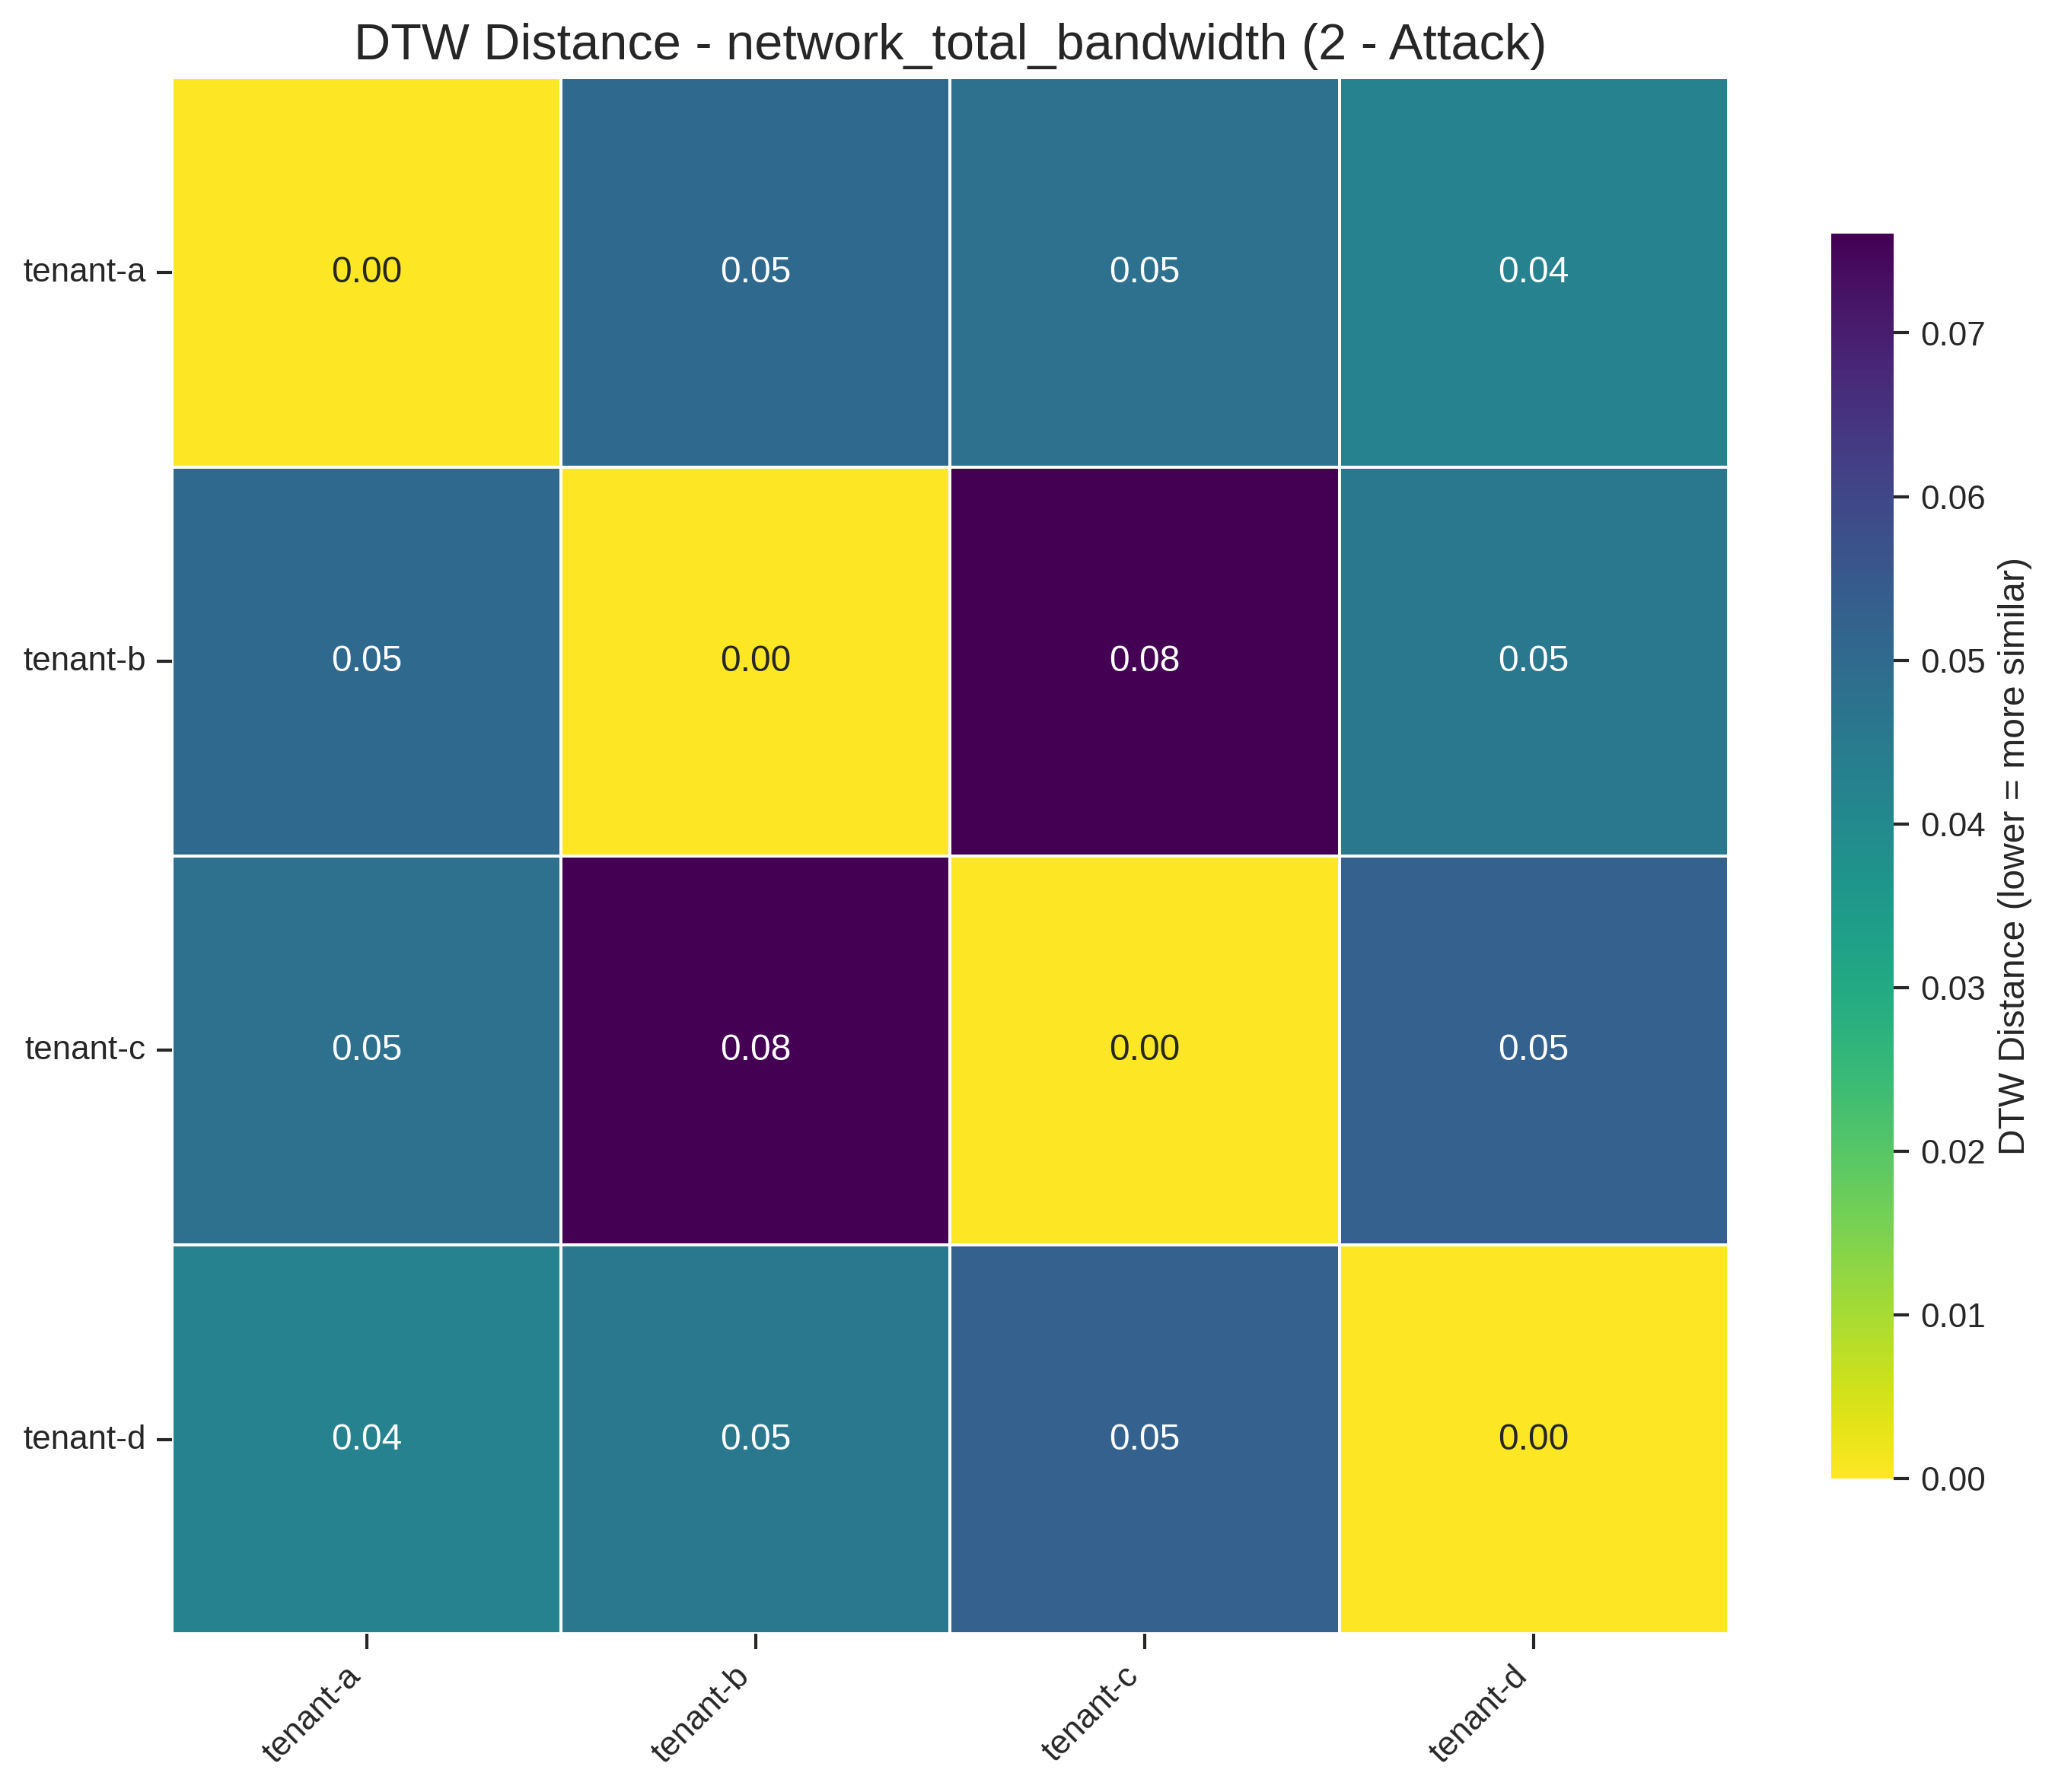 DTW Distance - network_total_bandwidth (2 - Attack)
tenant-a 0.00 0.05 0.05 0.04
tenant-b 0.05 0.00 0.08 0.05
tenant-c 0.05 0.08 0.00 0.05
tenant-d 0.04 0.05 0.05 0.00
tenant-a tenant-b tenant-c tenant-d
0.07
0.06
0.05
0.04
0.03
0.02
0.01
0.00
DTW Distance (lower = more similar)